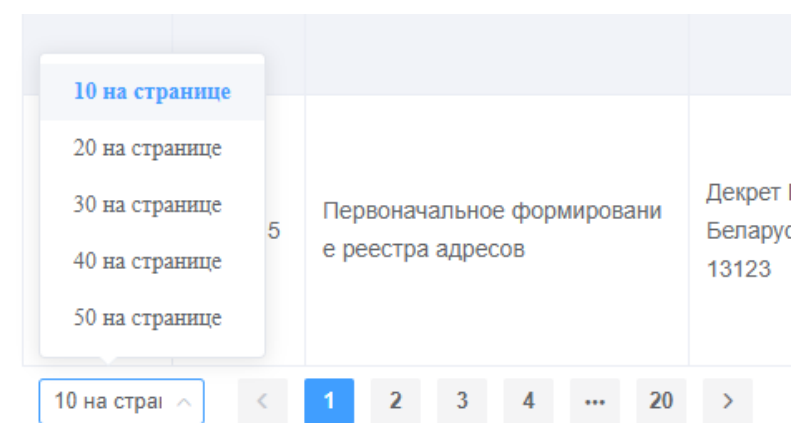 10 на странице
20 на странице
30 на странице
40 на странице
50 на странице
5
Первоначальное формировани
е реестра адресов
Декрет
Беларус
13123
10 на стра
1 2 3 4 ••• 20